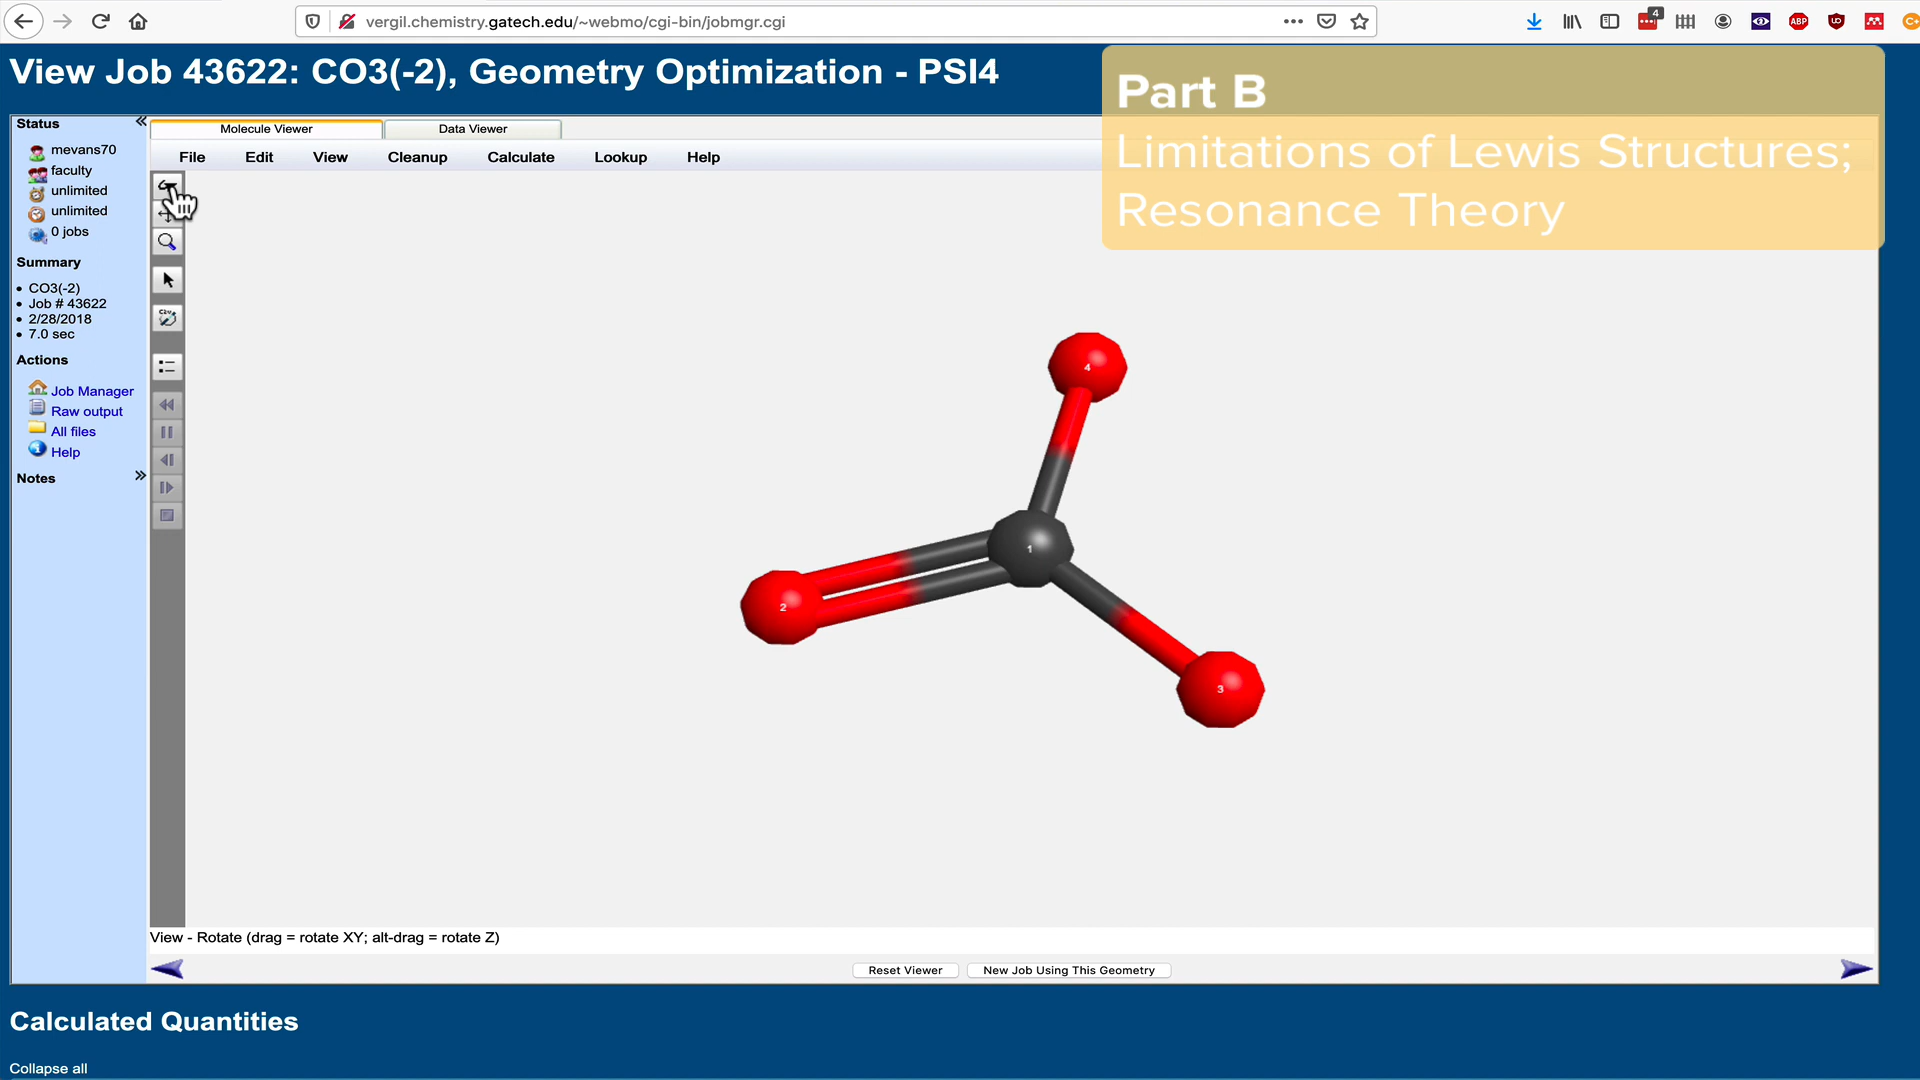 vergil.chemistry.gatech.edu/~webmo/cgi-bin/jobmgr.cgi
4
ABP
View Job 43622: CO3(-2), Geometry Optimization - PSI4
Part B
Limitations of Lewis Structures;
Resonance Theory
Status
mevans70
faculty
unlimited
unlimited
0 jobs
Summary
CO3(-2)
Job # 43622
2/28/2018
7.0 sec
Actions
Job Manager
Raw output
All files
Help
Notes
Molecule Viewer
Data Viewer
File Edit View Cleanup Calculate Lookup Help
4
1
2
3
View - Rotate (drag = rotate XY; alt-drag = rotate Z)
Reset Viewer
New Job Using This Geometry
Calculated Quantities
Collapse all